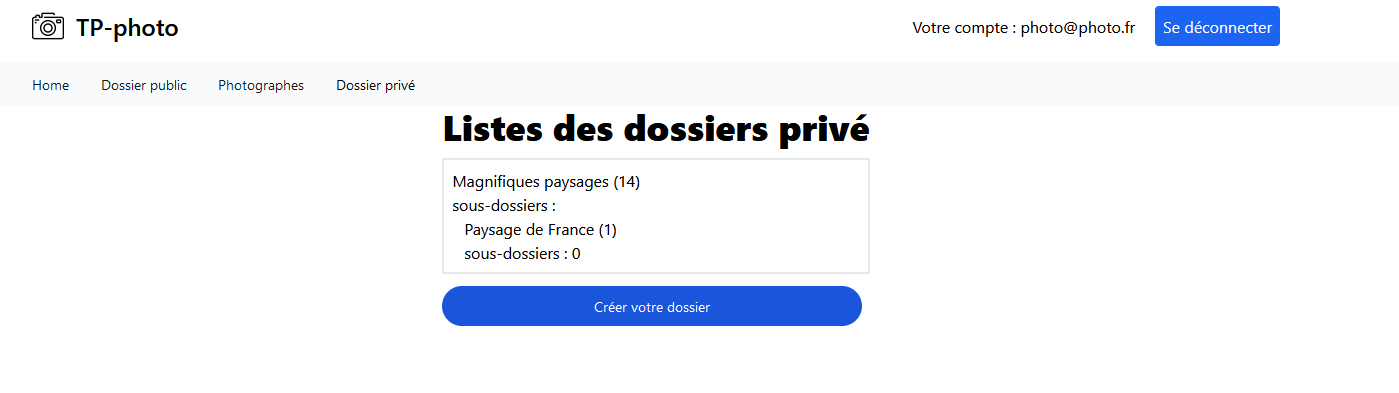 TP-photo
Votre compte : photo@photo.fr
Se déconnecter
Home
Dossier public
Photographes
Dossier privé
Listes des dossiers privé
Magnifiques paysages (14)
sous-dossiers :
Paysage de France (1)
sous-dossiers : 0
Créer votre dossier